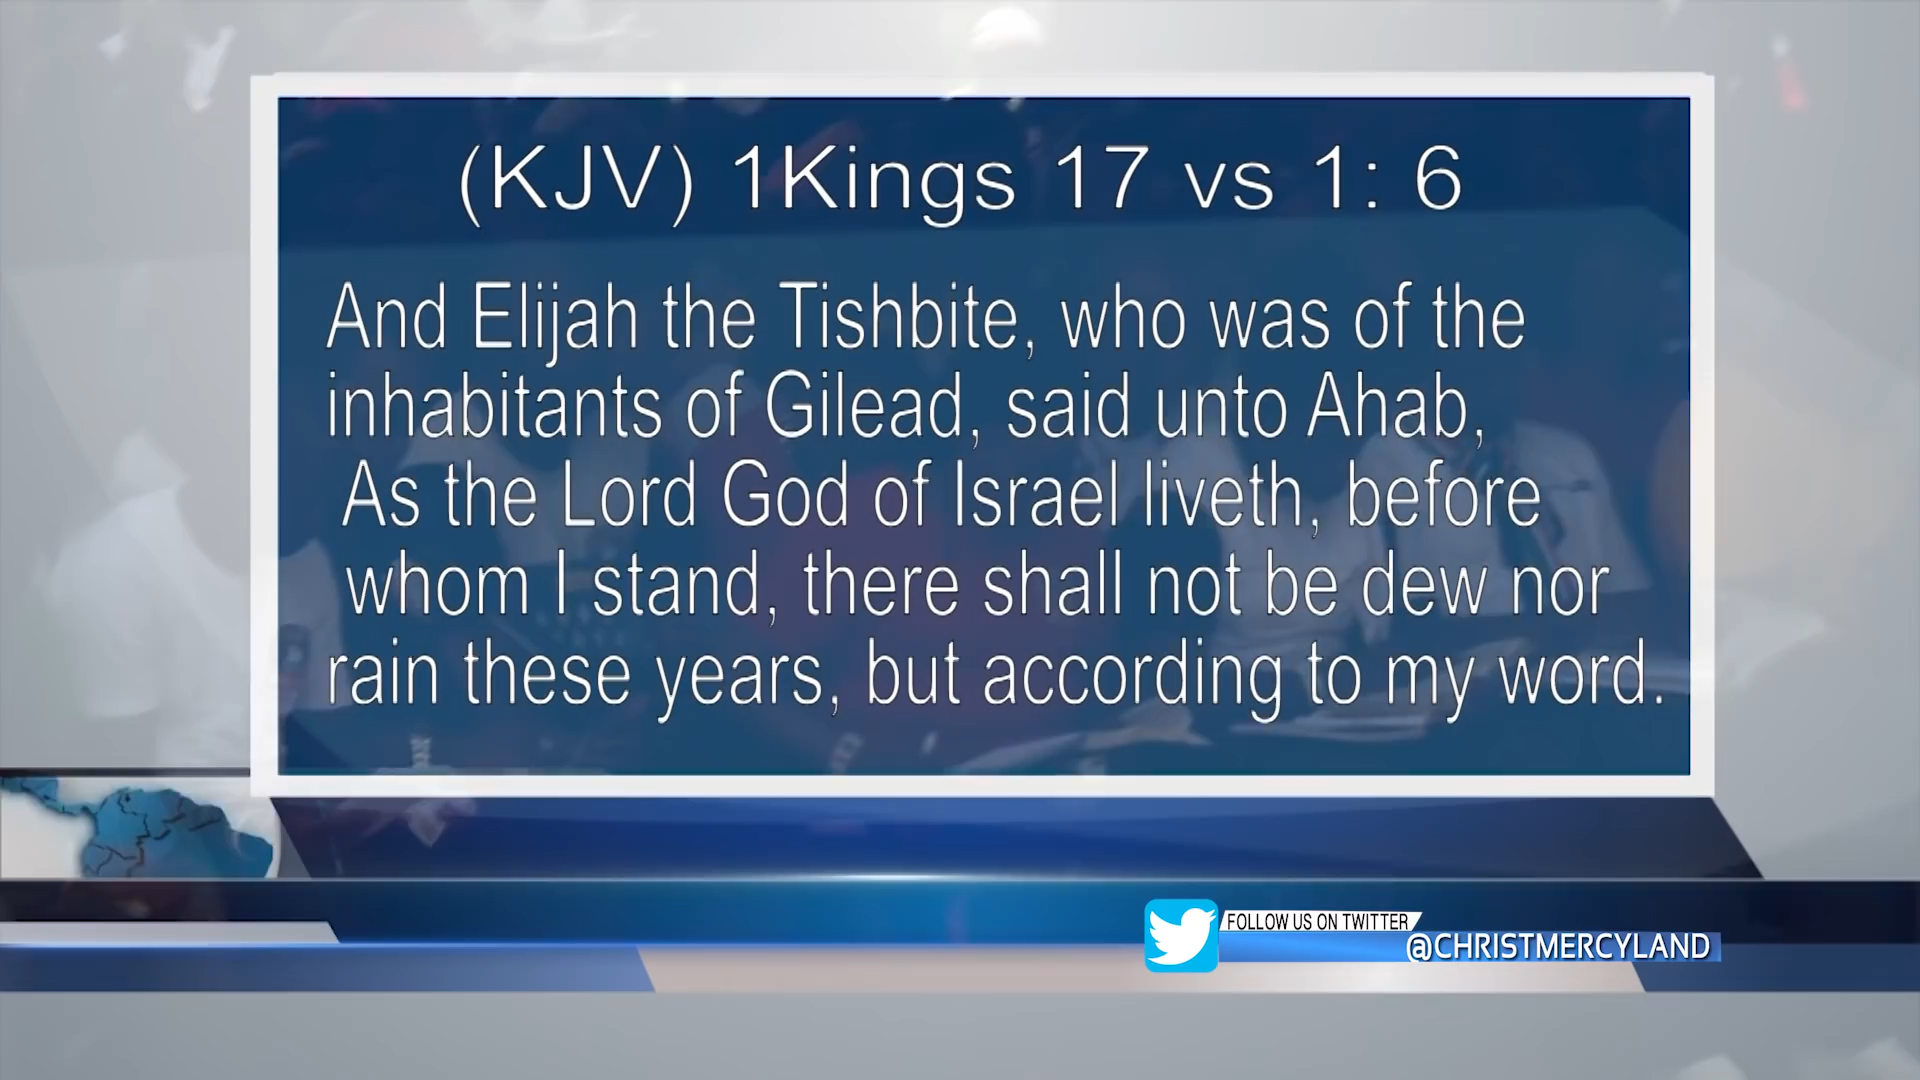 (KJV) 1Kings 17 vs 1: 6
And Elijah the Tishbite, who was of the
inhabitants of Gilead, said unto Ahab,
As the Lord God of Israel liveth, before
whom I stand, there shall not be dew nor
rain these years, but according to my word.
FOLLOW US ON TWITTER
@CHRISTMERCYLAND